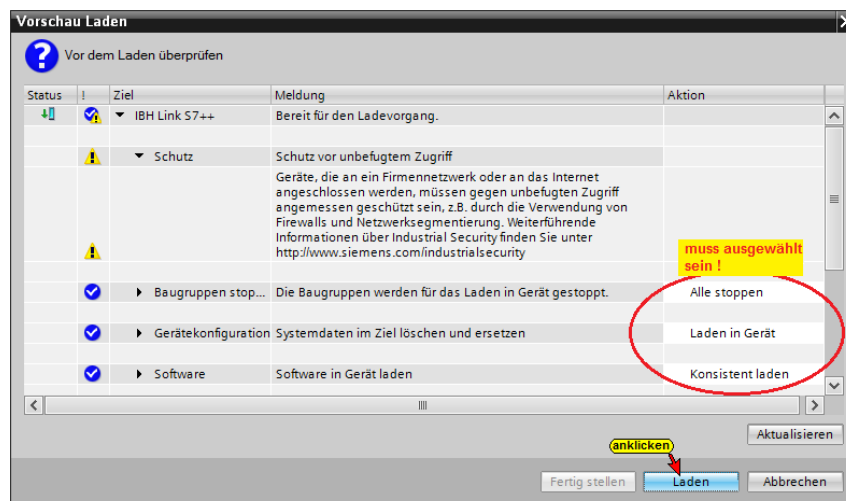 Vorschau Laden
Vor dem Laden überprüfen
Status ! Ziel Meldung Aktion
IBH Link S7++ Bereit für den Ladevorgang.
Schutz Schutz vor unbefugtem Zugriff
Geräte, die an ein Firmennetzwerk oder an das Internet
angeschlossen werden, müssen gegen unbefugten Zugriff
angemessen geschützt sein, z.B. durch die Verwendung von
Firewalls und Netzwerksegmentierung. Weiterführende
Informationen über Industrial Security finden Sie unter
http://www.siemens.com/industrialsecurity
muss ausgewählt
sein !
Baugruppen stop... Die Baugruppen werden für das Laden in Gerät gestoppt. Alle stoppen
Gerätekonfiguration Systemdaten im Ziel löschen und ersetzen Laden in Gerät
Software Software in Gerät laden Konsistent laden
Aktualisieren
anklicken
Fertig stellen Laden Abbrechen